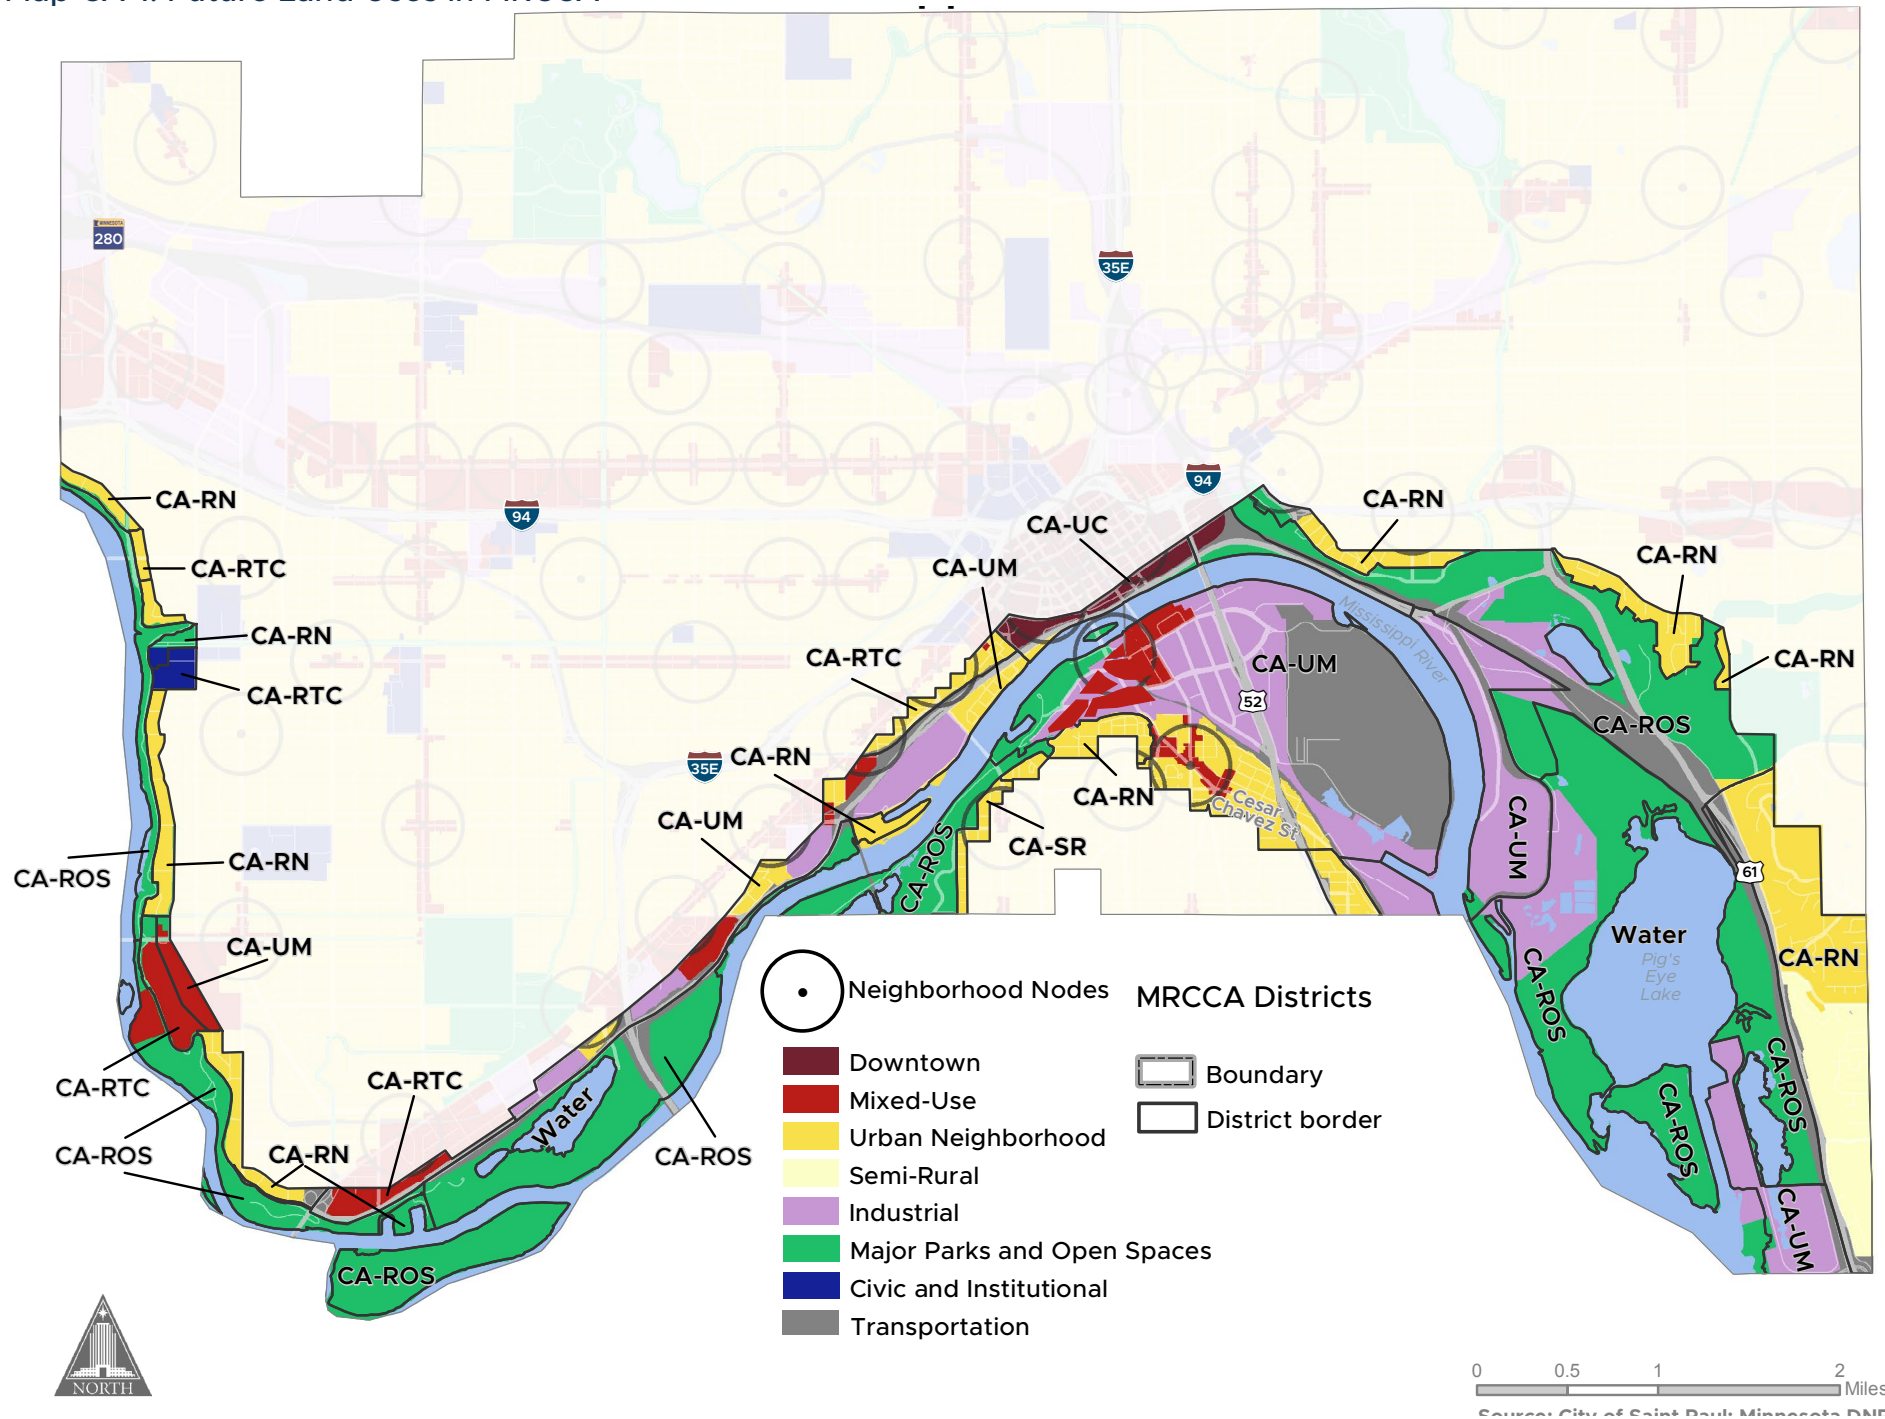 MINNESOTA
280
35E
94
94
CA-RN
CA-RN
CA-UC
CA-RN
CA-RTC
CA-UM
CA-RN
CA-RTC
CA-UM
CA-RN
CA-RTC
Mississippi River
52
CA-ROS
35E
CA-RN
CA-RN
CA-UM
Cesar
Chavez St
CA-SR
CA-ROS
CA-UM
CA-RN
CA-ROS
61
CA-UM
Water
Pig's
Eye
Lake
CA-RN
CA-ROS
CA-RTC
CA-RTC
CA-ROS
CA-RN
Water
CA-ROS
CA-ROS
CA-ROS
CA-ROS
CA-UM
Neighborhood Nodes
Downtown
Mixed-Use
Urban Neighborhood
Semi-Rural
Industrial
Major Parks and Open Spaces
Civic and Institutional
Transportation
MRCCA Districts
Boundary
District border
NORTH
0 0.5 1 2
Miles